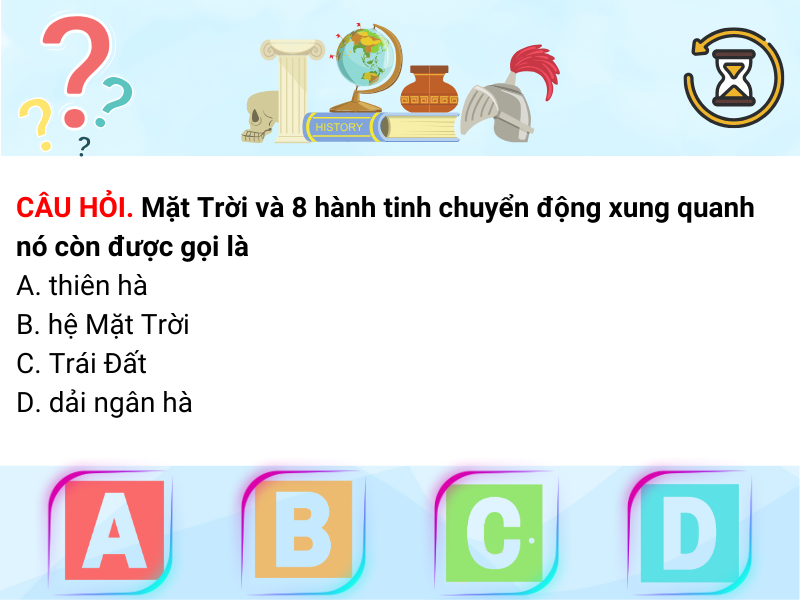 ? ? ? ?
HISTORY
CÂU HỎI. Mặt Trời và 8 hành tinh chuyển động xung quanh
nó còn được gọi là
A. thiên hà
B. hệ Mặt Trời
C. Trái Đất
D. dải ngân hà
A B C D